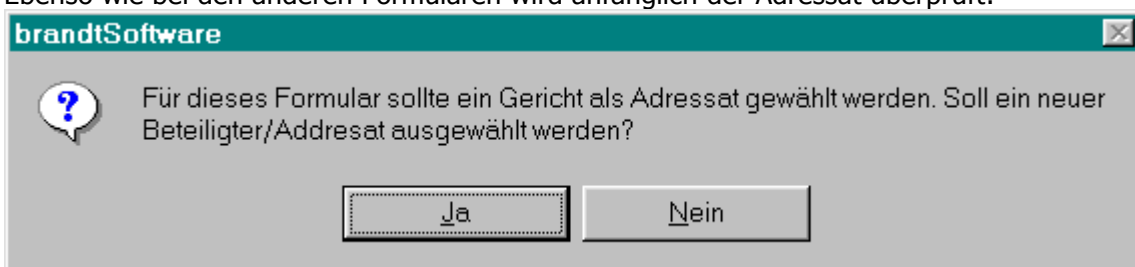 Ebenso wie bei den anderen Formularen wird anfänglich der Adressat überprüft.
brandtSoftware
Für dieses Formular sollte ein Gericht als Adressat gewählt werden. Soll ein neuer
Beteiligter/Addresat ausgewählt werden?
Ja Nein